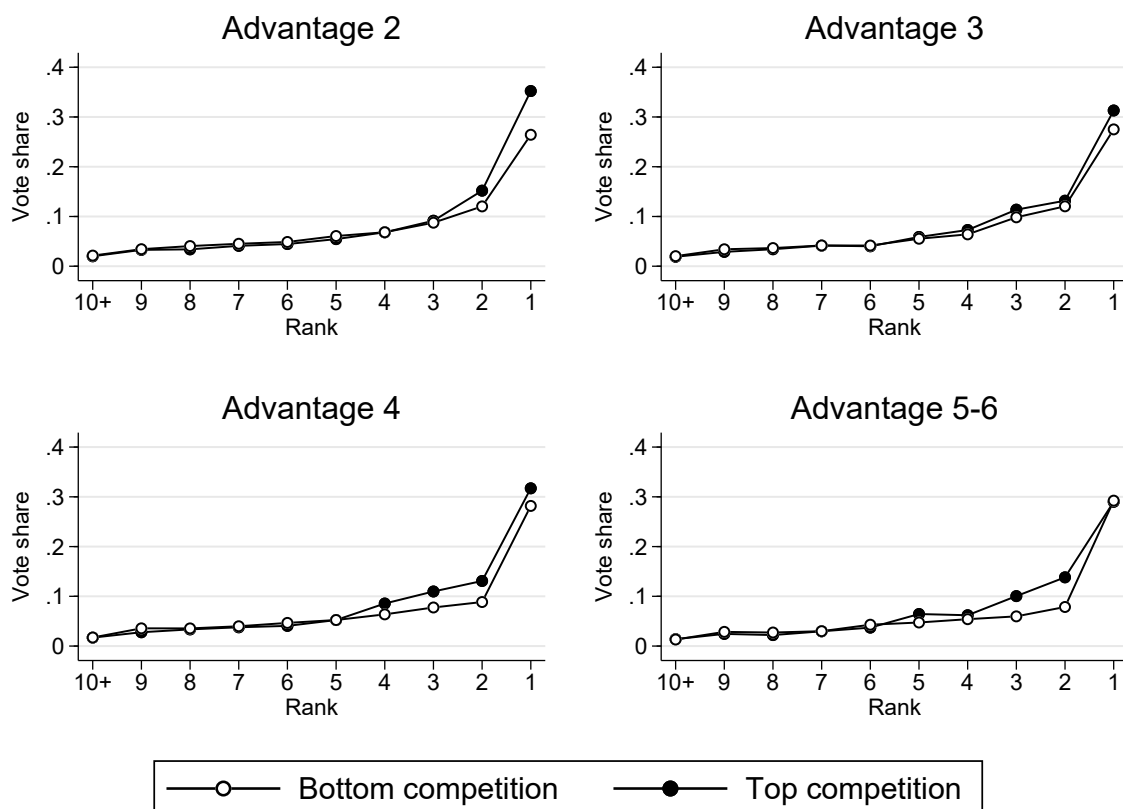 Advantage 2
Vote share
.4
.3
.2
.1
0
10+ 9 8 7 6 5 4 3 2 1
Rank
Advantage 3
Vote share
.4
.3
.2
.1
0
10+ 9 8 7 6 5 4 3 2 1
Rank
Advantage 4
Vote share
.4
.3
.2
.1
0
10+ 9 8 7 6 5 4 3 2 1
Rank
Advantage 5-6
Vote share
.4
.3
.2
.1
0
10+ 9 8 7 6 5 4 3 2 1
Rank
Bottom competition Top competition